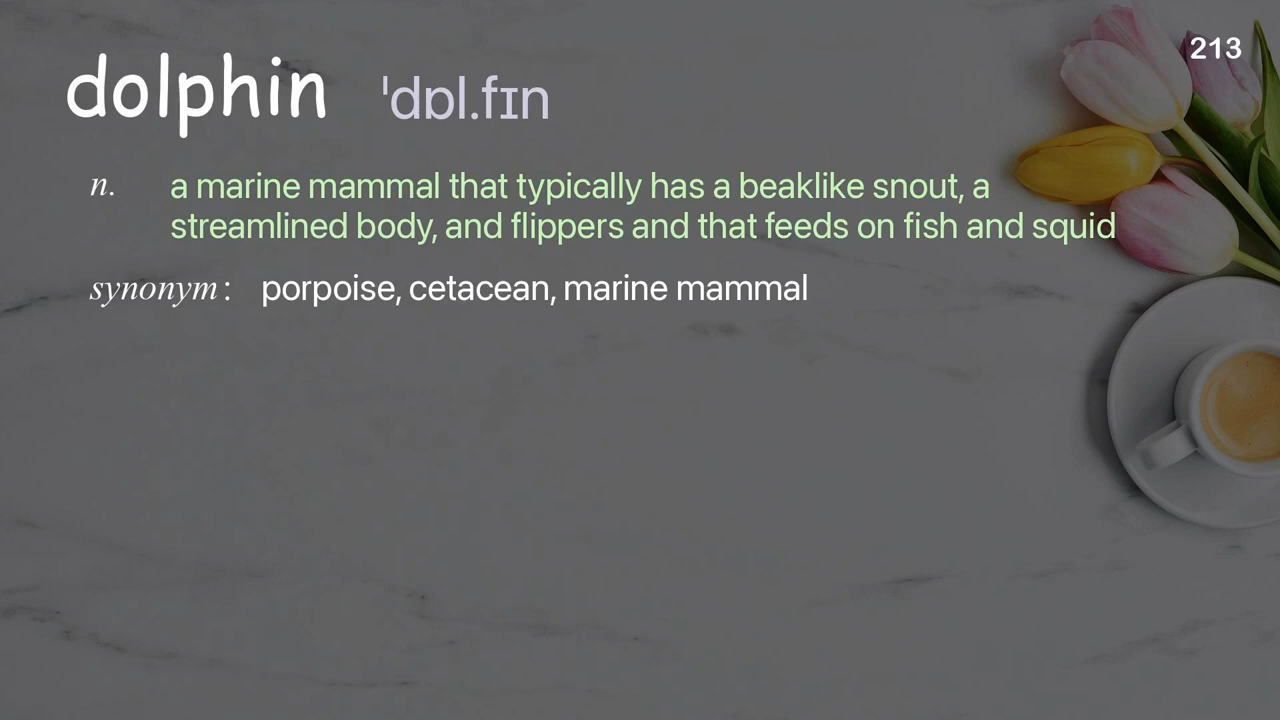 213
dolphin ˈdɒl.fɪn
n. a marine mammal that typically has a beaklike snout, a
streamlined body, and flippers and that feeds on fish and squid
synonym: porpoise, cetacean, marine mammal